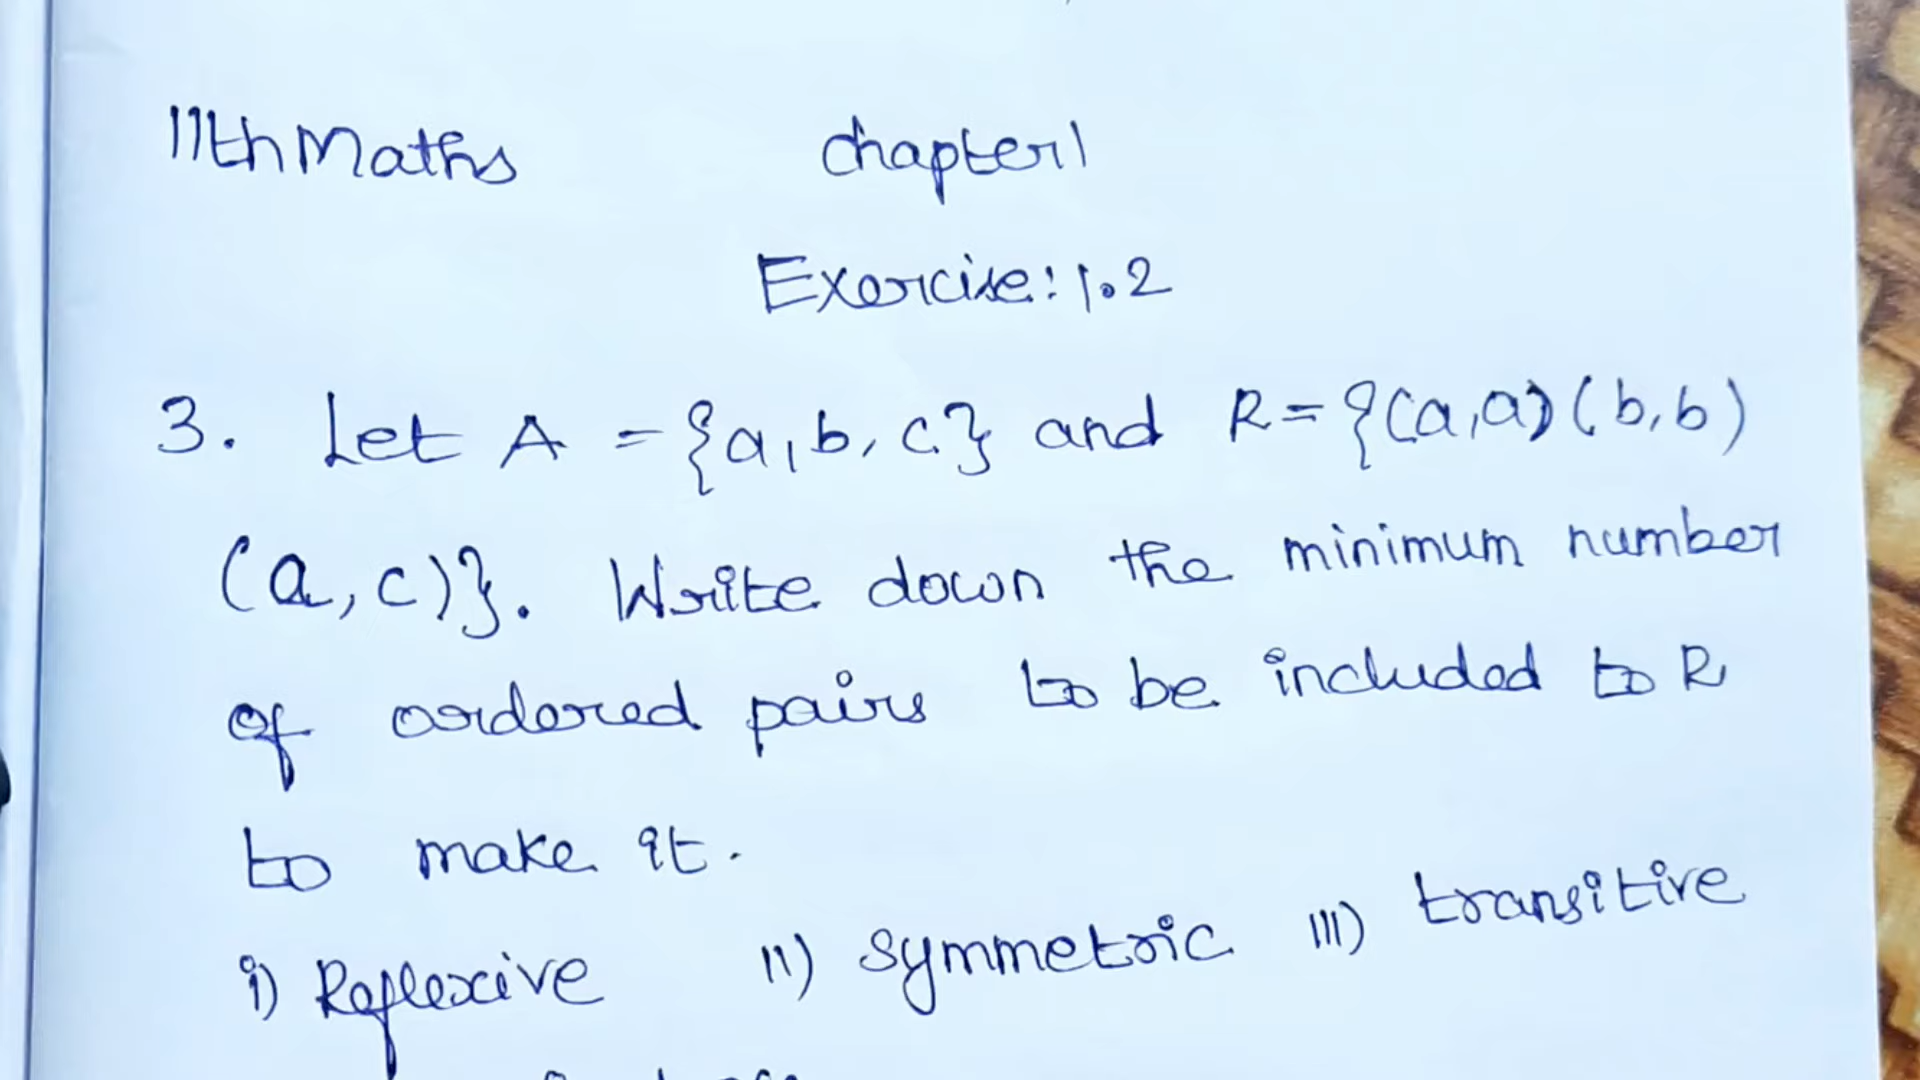 11th Maths chapter 1
Exercise: 1.2
3. Let A = {a, b, c} and R = {(a,a) (b,b)
(a,c)}. Write down the minimum number
of ordered pairs to be included to R
to make it.
i) Reflexive ii) Symmetric iii) transitive